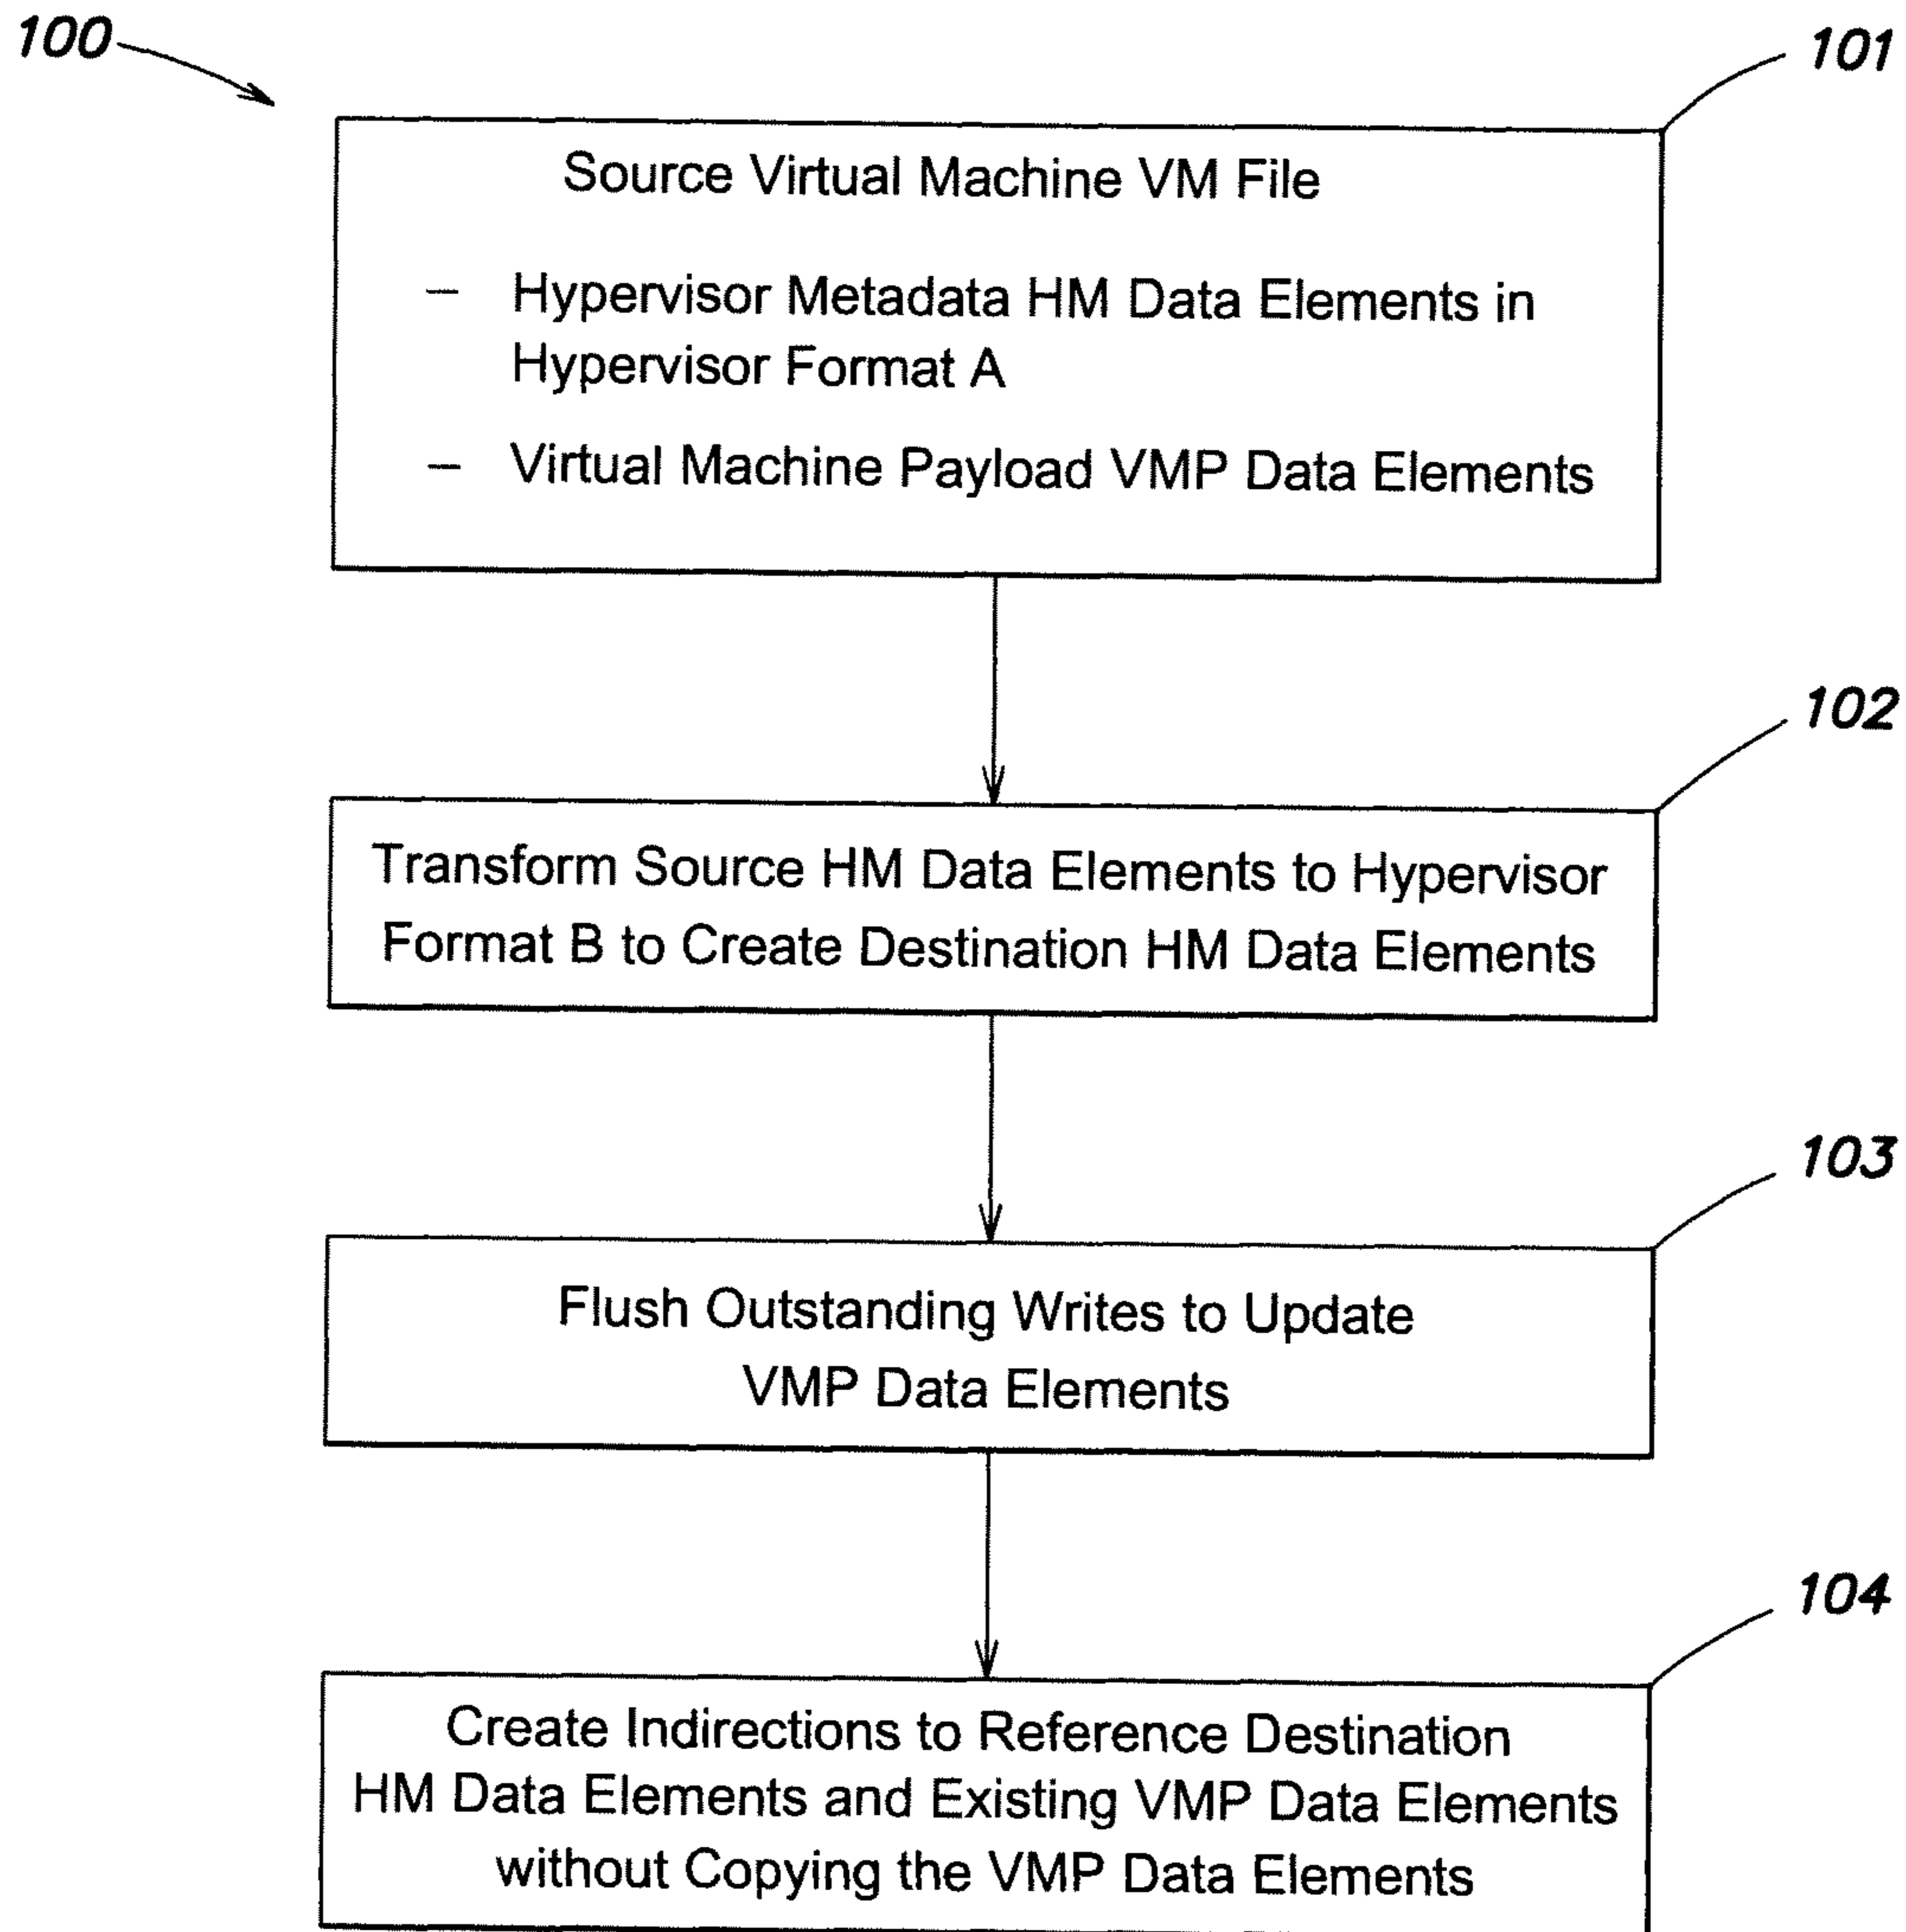 100
101
Source Virtual Machine VM File
– Hypervisor Metadata HM Data Elements in
Hypervisor Format A
– Virtual Machine Payload VMP Data Elements
102
Transform Source HM Data Elements to Hypervisor
Format B to Create Destination HM Data Elements
103
Flush Outstanding Writes to Update
VMP Data Elements
104
Create Indirections to Reference Destination
HM Data Elements and Existing VMP Data Elements
without Copying the VMP Data Elements